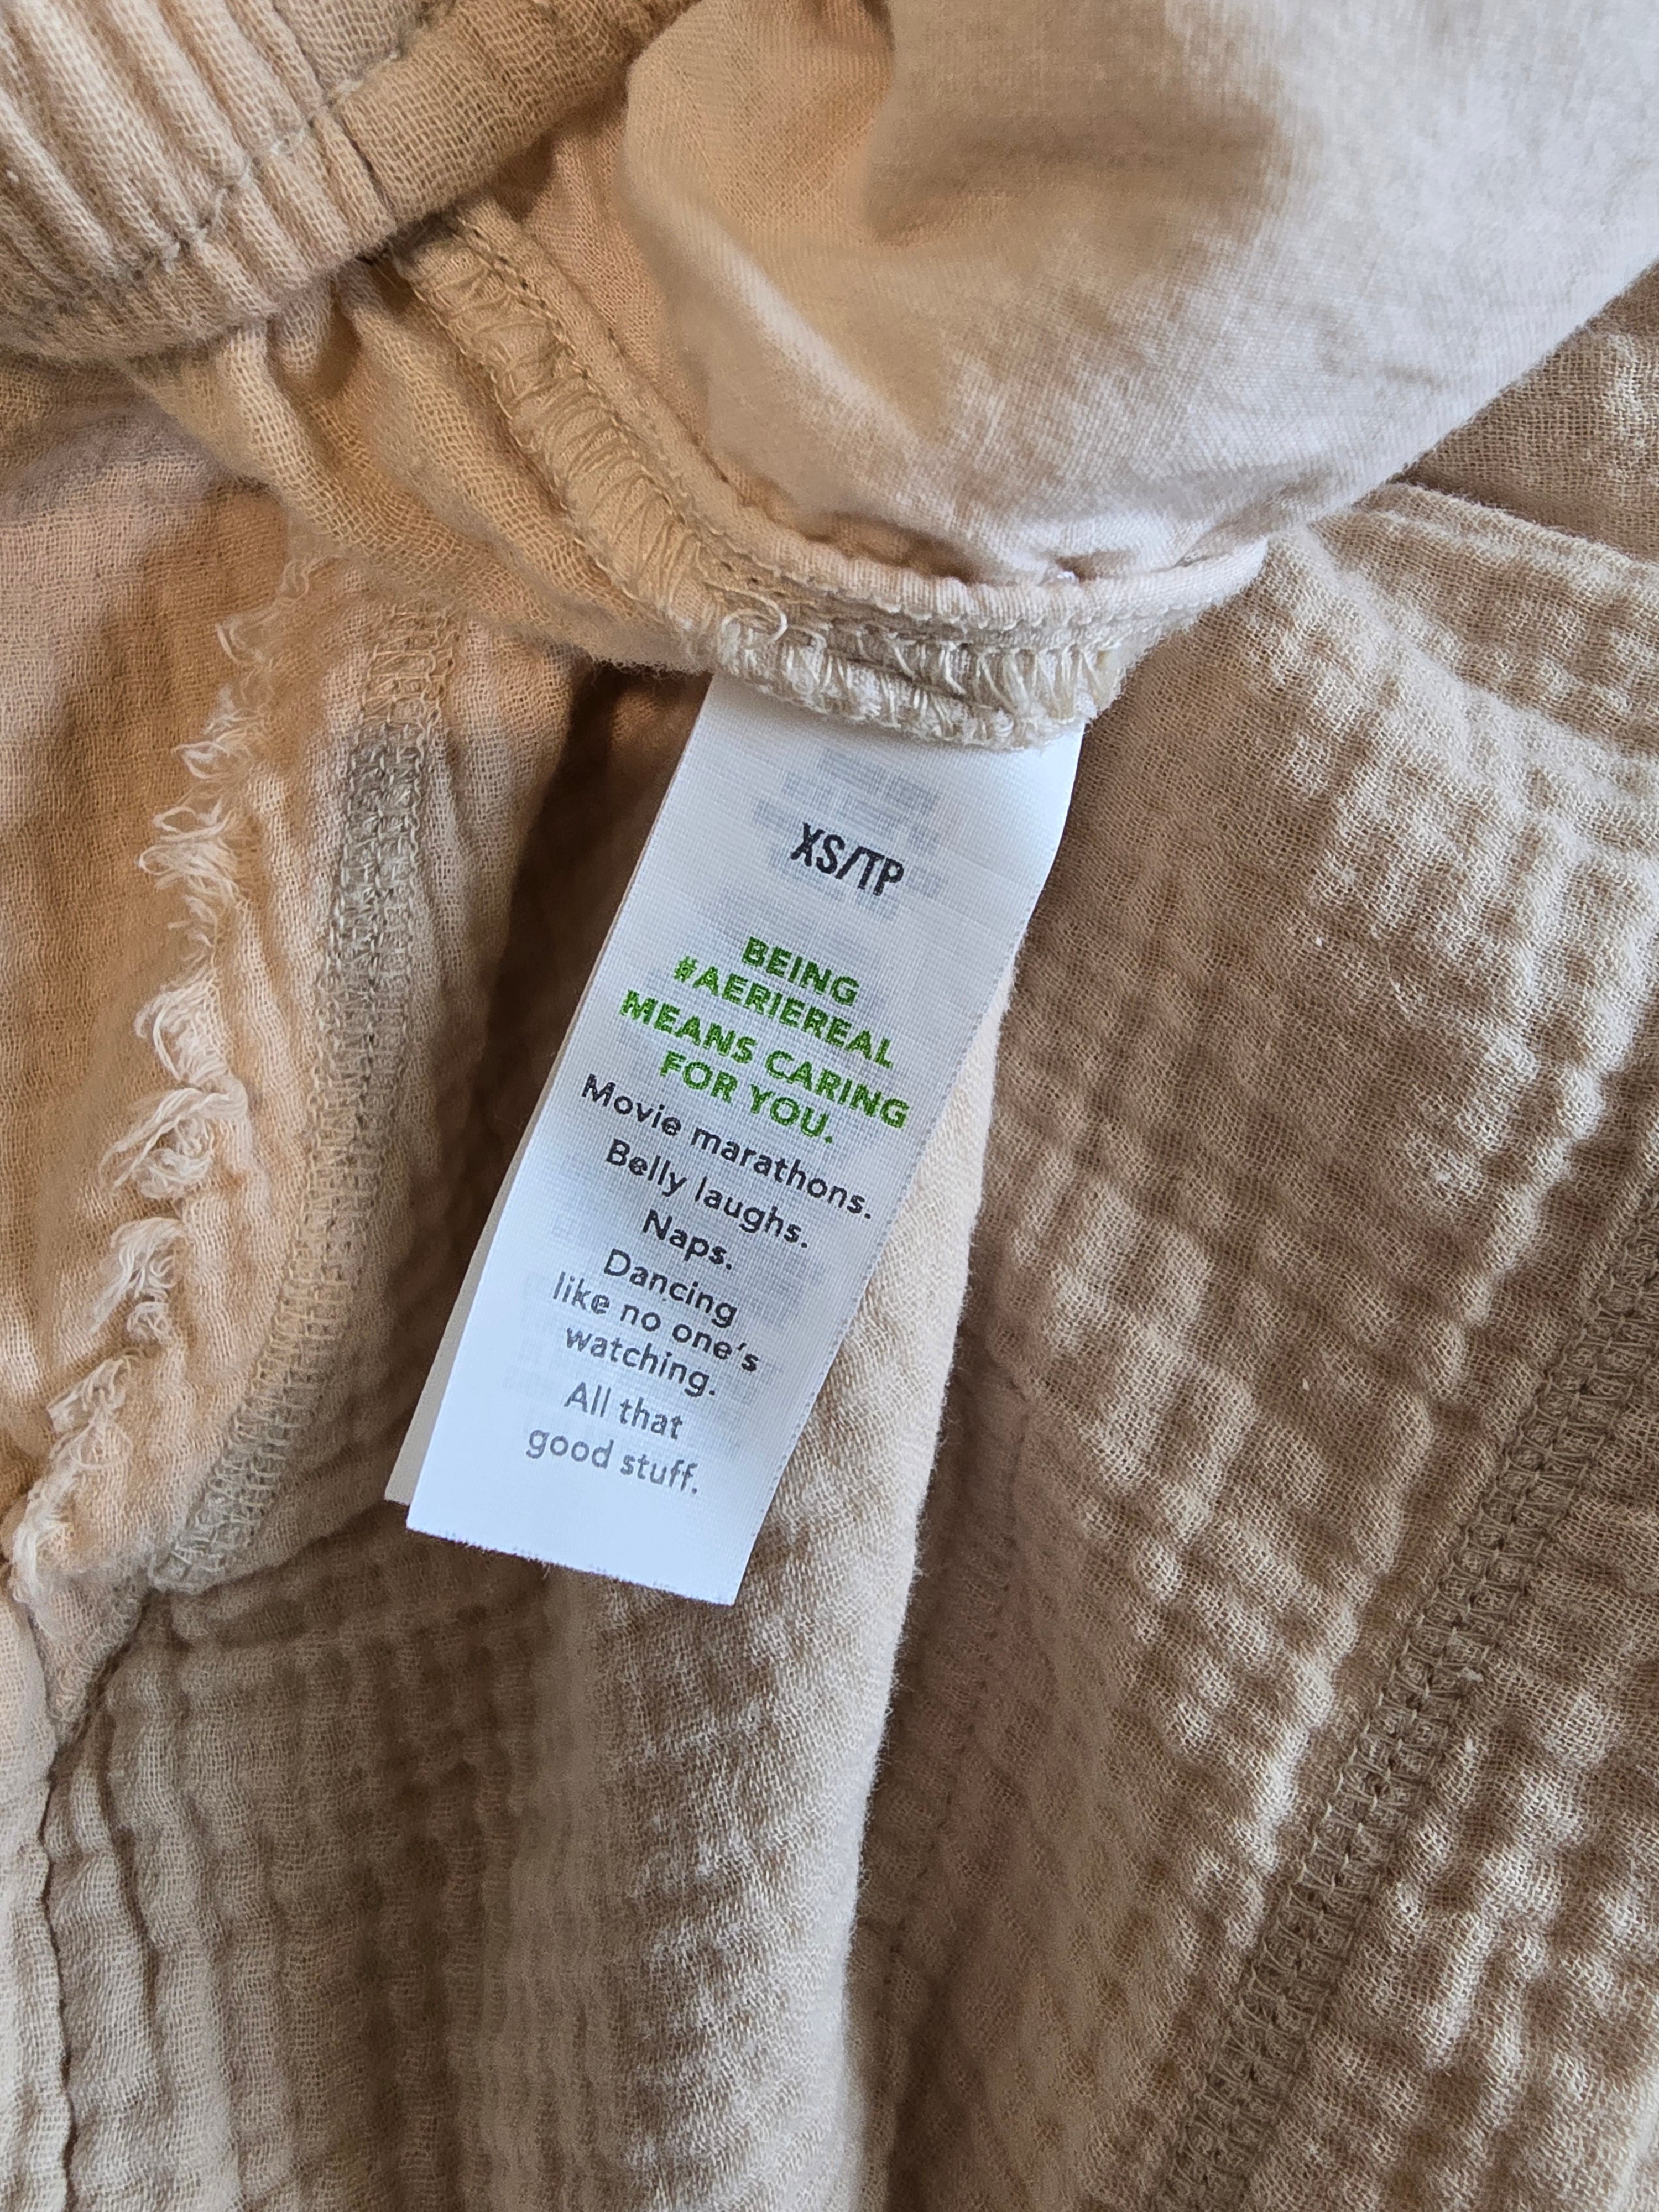 XS/TP
BEING
#AERIEREAL
MEANS CARING
FOR YOU.
Movie marathons.
Belly laughs.
Naps.
Dancing
like no one's
watching.
All that
good stuff.